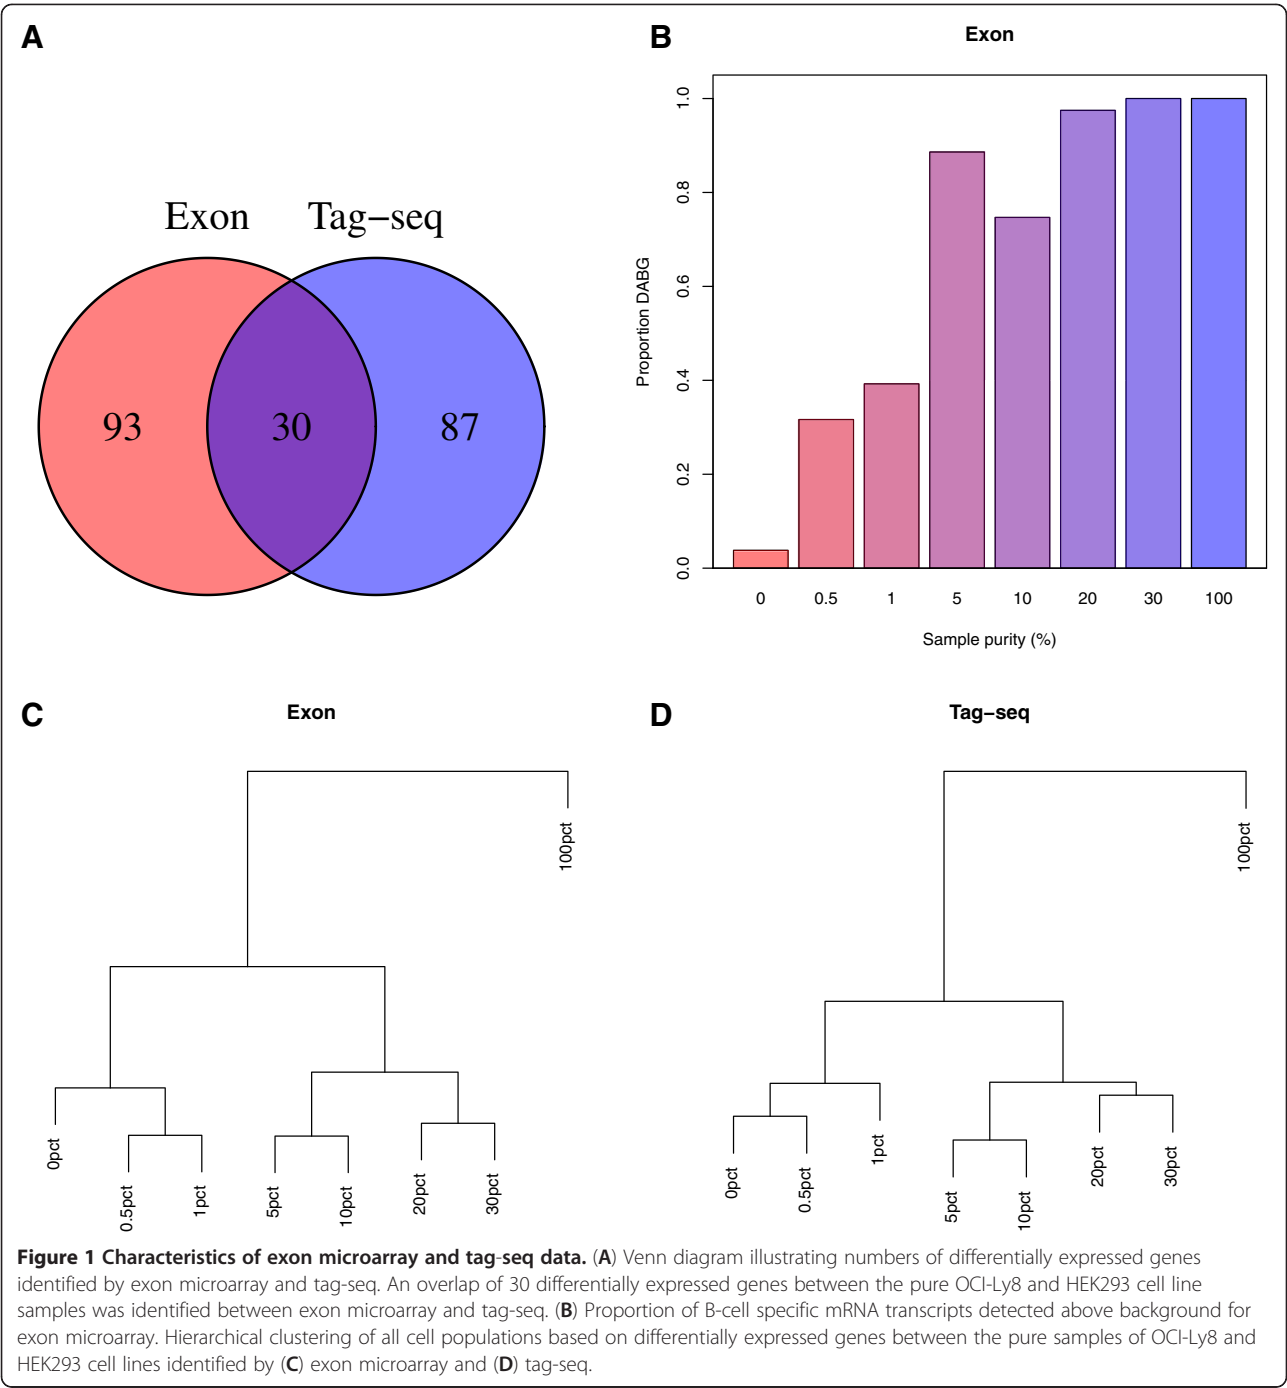 A
Exon Tag−seq
93 30 87
B
Exon
Proportion DABG
1.0
0.8
0.6
0.4
0.2
0.0
0 0.5 1 5 10 20 30 100
Sample purity (%)
C
Exon
100pct
0pct
0.5pct
1pct
5pct
10pct
20pct
30pct
D
Tag−seq
100pct
0pct
0.5pct
1pct
5pct
10pct
20pct
30pct
Figure 1 Characteristics of exon microarray and tag-seq data. (A) Venn diagram illustrating numbers of differentially expressed genes
identified by exon microarray and tag-seq. An overlap of 30 differentially expressed genes between the pure OCI-Ly8 and HEK293 cell line
samples was identified between exon microarray and tag-seq. (B) Proportion of B-cell specific mRNA transcripts detected above background for
exon microarray. Hierarchical clustering of all cell populations based on differentially expressed genes between the pure samples of OCI-Ly8 and
HEK293 cell lines identified by (C) exon microarray and (D) tag-seq.